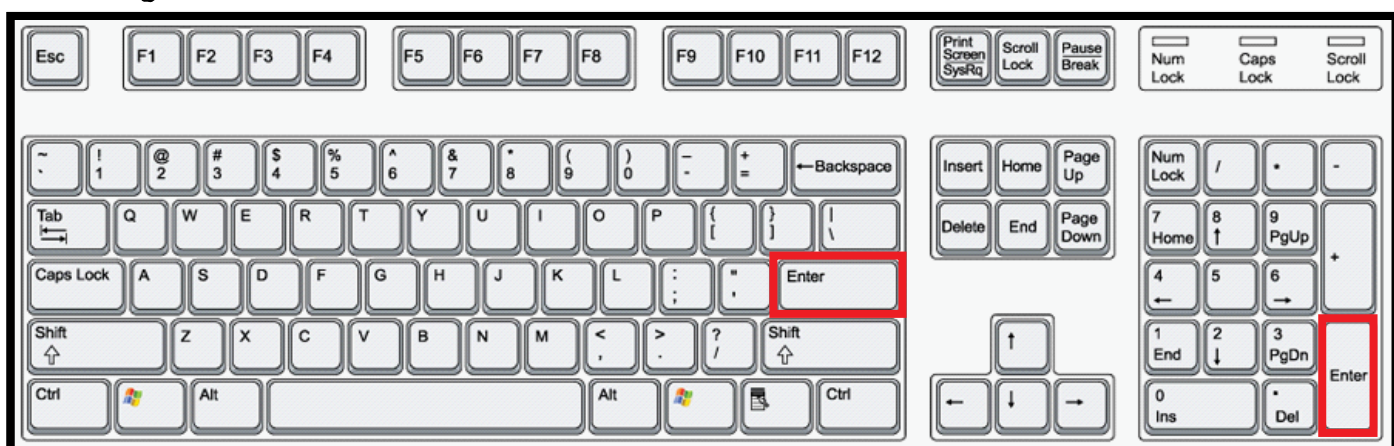 Esc F1 F2 F3 F4 F5 F6 F7 F8 F9 F10 F11 F12 Print Screen SysRq Scroll Lock Pause Break Num Lock Caps Lock Scroll Lock
~ ` ! 1 @ 2 # 3 $ 4 % 5 ^ 6 & 7 * 8 ( 9 ) 0 – - + = ←Backspace Insert Home Page Up Num Lock / * -
Tab Q W E R T Y U I O P { [ } ] | \ Delete End Page Down 7 Home 8 ↑ 9 PgUp +
Caps Lock A S D F G H J K L : ; " ' Enter 4 ← 5 6 →
Shift Z X C V B N M < , > . ? / Shift ↑ 1 End 2 ↓ 3 PgDn Enter
Ctrl Alt Alt Ctrl ← ↓ → 0 Ins . Del